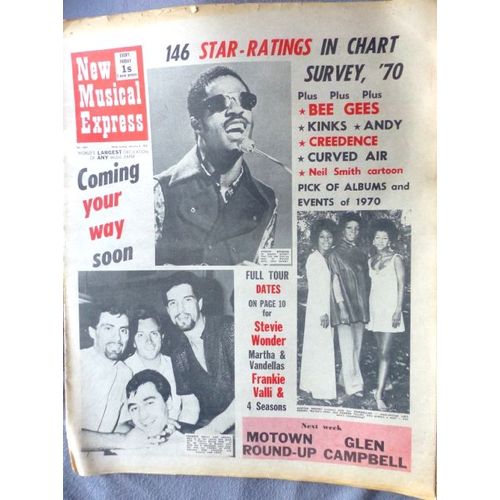 146 STAR-RATINGS IN CHART
SURVEY, '70
EVERY FRIDAY
1s
New
Musical
Express
WORLD'S LARGEST CIRCULATION
OF ANY MUSIC PAPER
Coming
your
way
soon
Plus Plus Plus
★ BEE GEES
★ KINKS ★ ANDY
★ CREEDENCE
★ CURVED AIR
★ Neil Smith cartoon
PICK OF ALBUMS and
EVENTS of 1970
FULL TOUR
DATES
ON PAGE 10 for
Stevie
Wonder
Martha &
Vandellas
Frankie
Valli &
4 Seasons
Next week
MOTOWN
ROUND-UP
GLEN
CAMPBELL